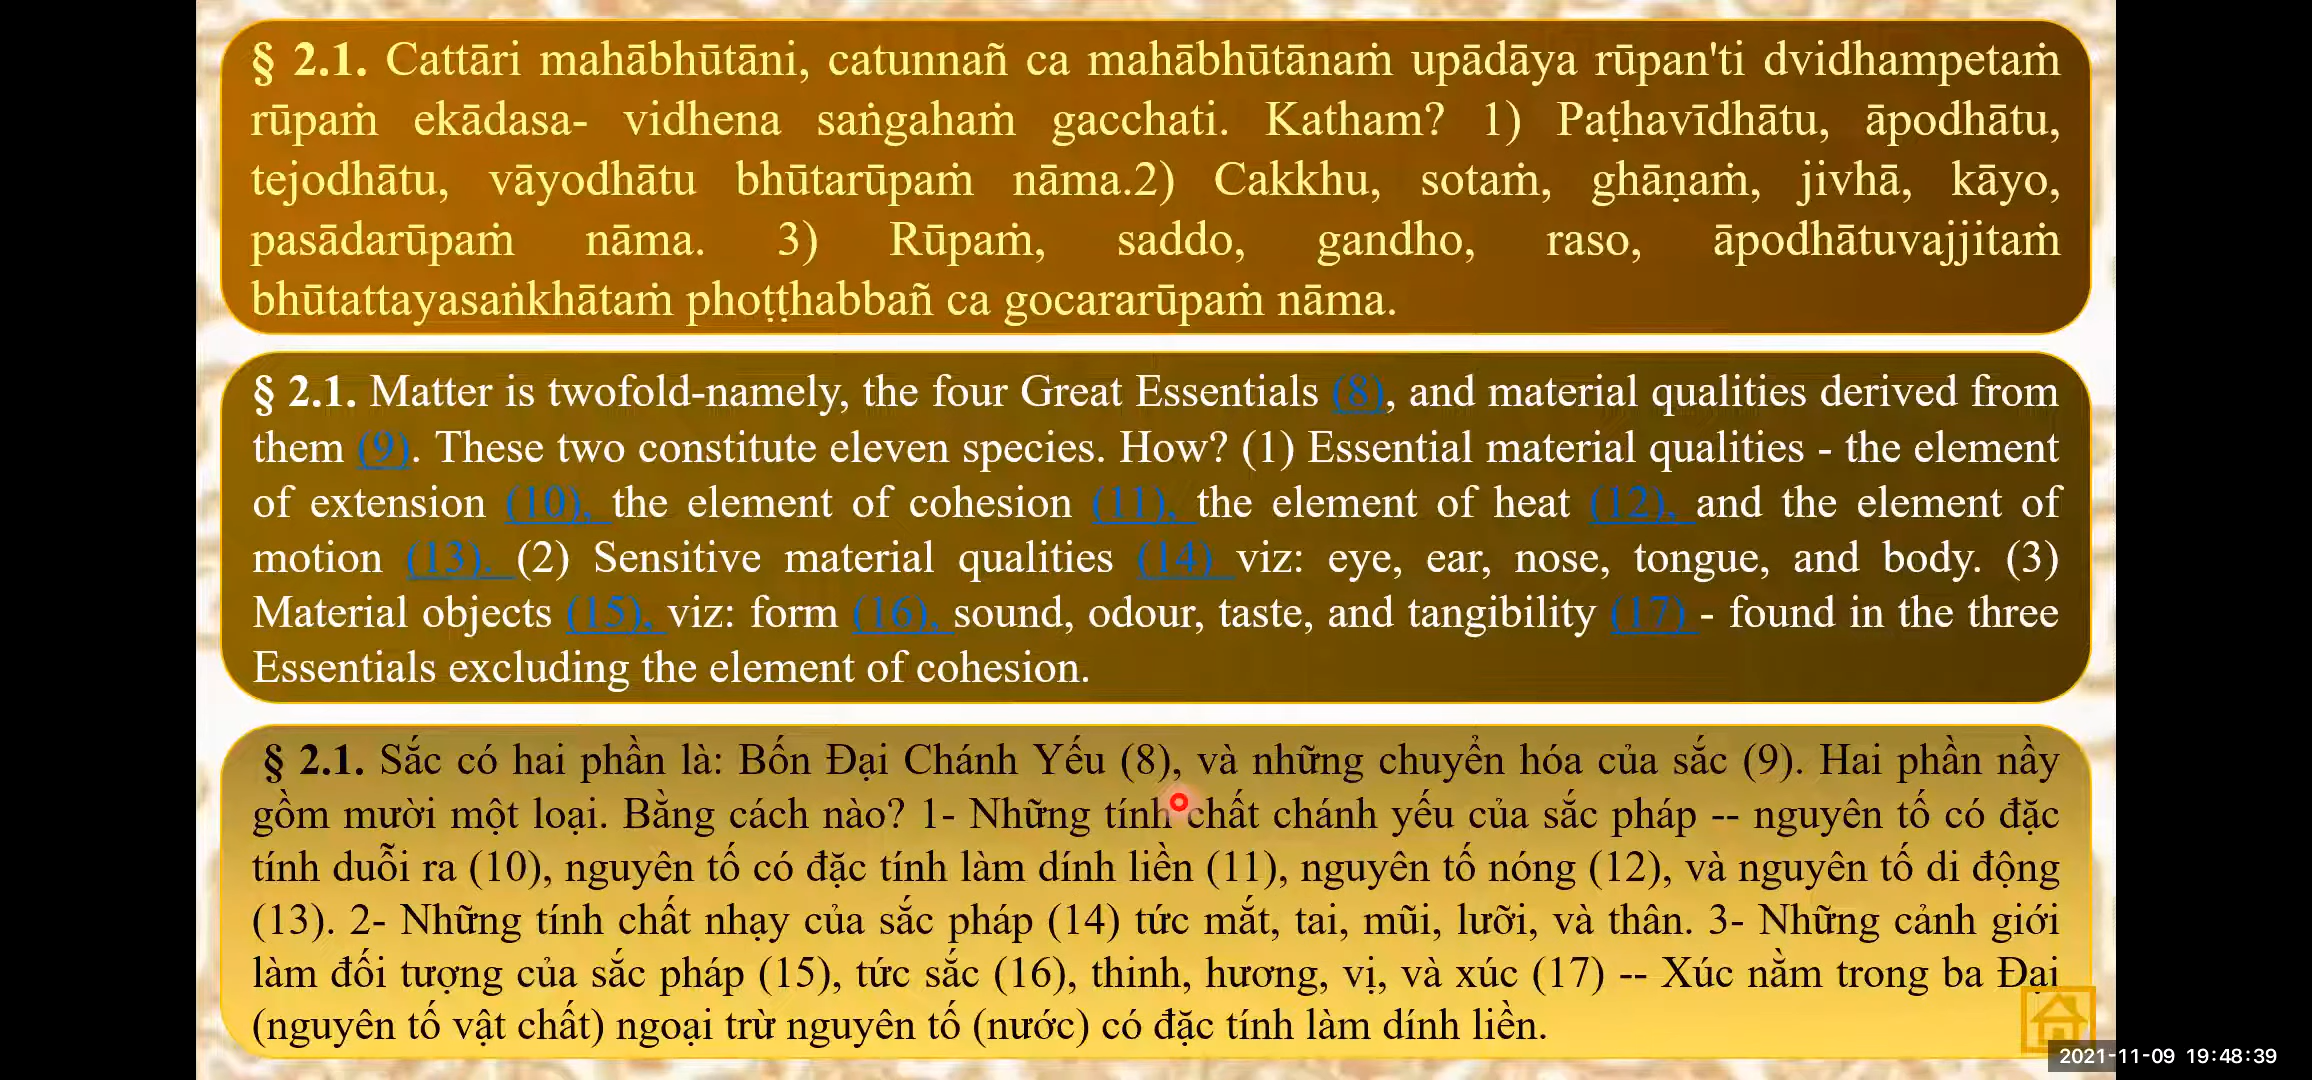 § 2.1. Cattāri mahābhūtāni, catunnañ ca mahābhūtānaṁ upādāya rūpan'ti dvidhampetaṁ
rūpaṁ ekādasa- vidhena saṅgahaṁ gacchati. Katham? 1) Paṭhavīdhātu, āpodhātu,
tejodhātu, vāyodhātu bhūtarūpaṁ nāma.2) Cakkhu, sotaṁ, ghāṇaṁ, jivhā, kāyo,
pasādarūpaṁ nāma. 3) Rūpaṁ, saddo, gandho, raso, āpodhātuvajjitaṁ
bhūtattayasaṅkhātaṁ phoṭṭhabbañ ca gocararūpaṁ nāma.
§ 2.1. Matter is twofold-namely, the four Great Essentials (8), and material qualities derived from
them (9). These two constitute eleven species. How? (1) Essential material qualities - the element
of extension (10), the element of cohesion (11), the element of heat (12), and the element of
motion (13). (2) Sensitive material qualities (14) viz: eye, ear, nose, tongue, and body. (3)
Material objects (15), viz: form (16), sound, odour, taste, and tangibility (17) - found in the three
Essentials excluding the element of cohesion.
§ 2.1. Sắc có hai phần là: Bốn Đại Chánh Yếu (8), và những chuyển hóa của sắc (9). Hai phần nầy
gồm mười một loại. Bằng cách nào? 1- Những tính chất chánh yếu của sắc pháp -- nguyên tố có đặc
tính duỗi ra (10), nguyên tố có đặc tính làm dính liền (11), nguyên tố nóng (12), và nguyên tố di động
(13). 2- Những tính chất nhạy của sắc pháp (14) tức mắt, tai, mũi, lưỡi, và thân. 3- Những cảnh giới
làm đối tượng của sắc pháp (15), tức sắc (16), thinh, hương, vị, và xúc (17) -- Xúc nằm trong ba Đại
(nguyên tố vật chất) ngoại trừ nguyên tố (nước) có đặc tính làm dính liền.
2021-11-09 19:48:39